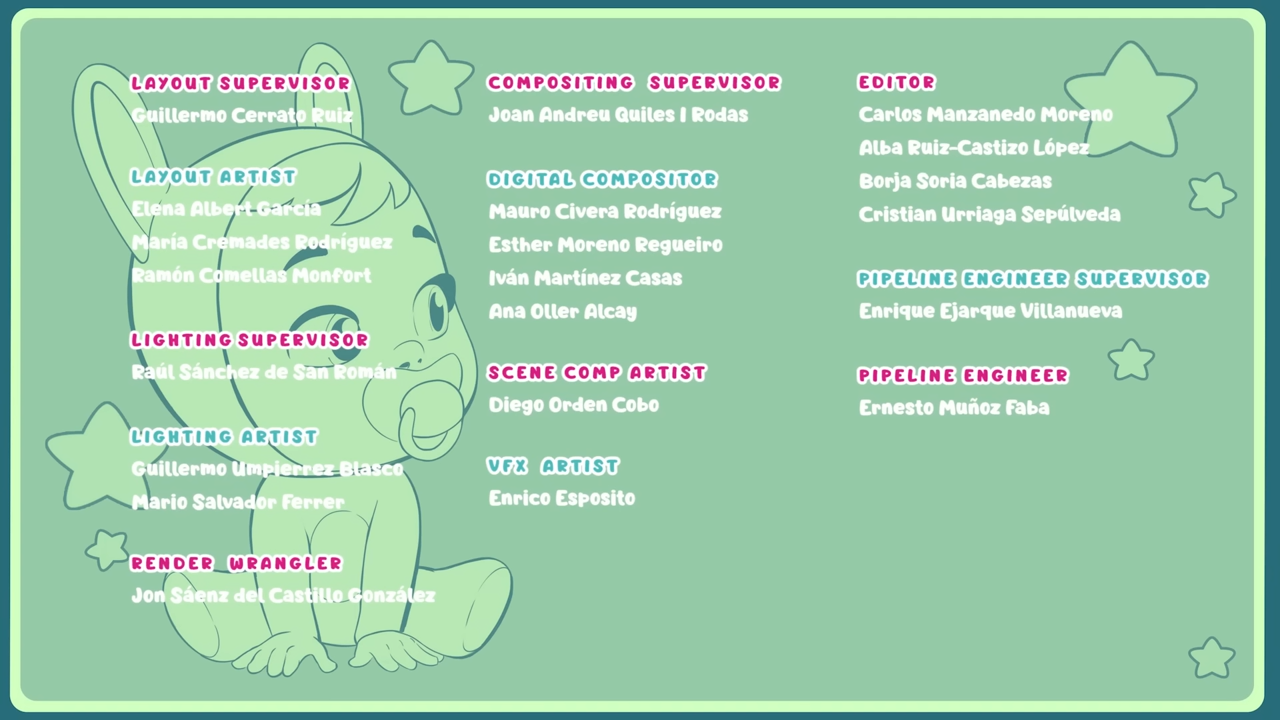 LAYOUT SUPERVISOR
Guillermo Cerrato Ruiz
LAYOUT ARTIST
Elena Albert García
María Cremades Rodríguez
Ramón Comellas Monfort
LIGHTING SUPERVISOR
Raúl Sánchez de San Román
LIGHTING ARTIST
Guillermo Umpierrez Blasco
Mario Salvador Ferrer
RENDER WRANGLER
Jon Sáenz del Castillo González
COMPOSITING SUPERVISOR
Joan Andreu Quiles I Rodas
DIGITAL COMPOSITOR
Mauro Civera Rodríguez
Esther Moreno Regueiro
Iván Martínez Casas
Ana Oller Alcay
SCENE COMP ARTIST
Diego Orden Cobo
VFX ARTIST
Enrico Esposito
EDITOR
Carlos Manzanedo Moreno
Alba Ruiz-Castizo López
Borja Soria Cabezas
Cristian Urriaga Sepúlveda
PIPELINE ENGINEER SUPERVISOR
Enrique Ejarque Villanueva
PIPELINE ENGINEER
Ernesto Muñoz Faba